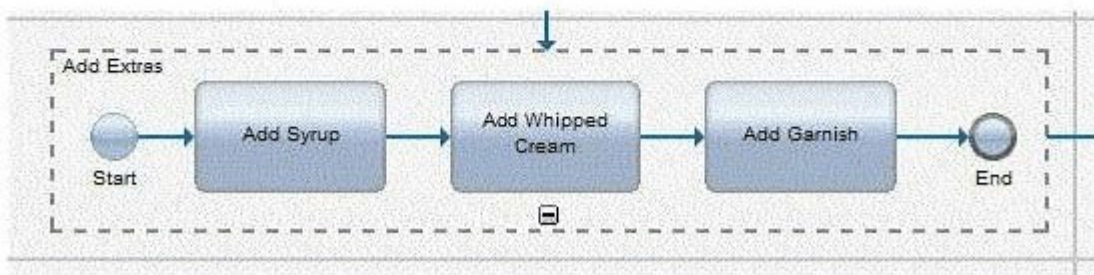 Add Extras
Add Syrup
Add Whipped
Cream
Add Garnish
Start
End